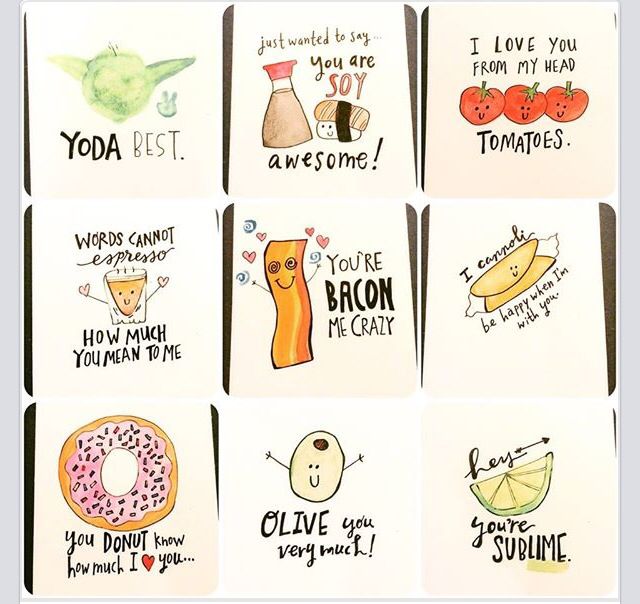 YODA BEST.
just wanted to say...
you are
SOY
awesome!
I LOVE YOU
FROM MY HEAD
TOMATOES.
WORDS CANNOT
espresso
HOW MUCH
YOU MEAN TO ME
YOU'RE
BACON
ME CRAZY
I cannoli
be happy when I'm
with you.
you DONUT know
how much I ♥ you...
OLIVE you
very much!
hey
you're
SUBLIME.